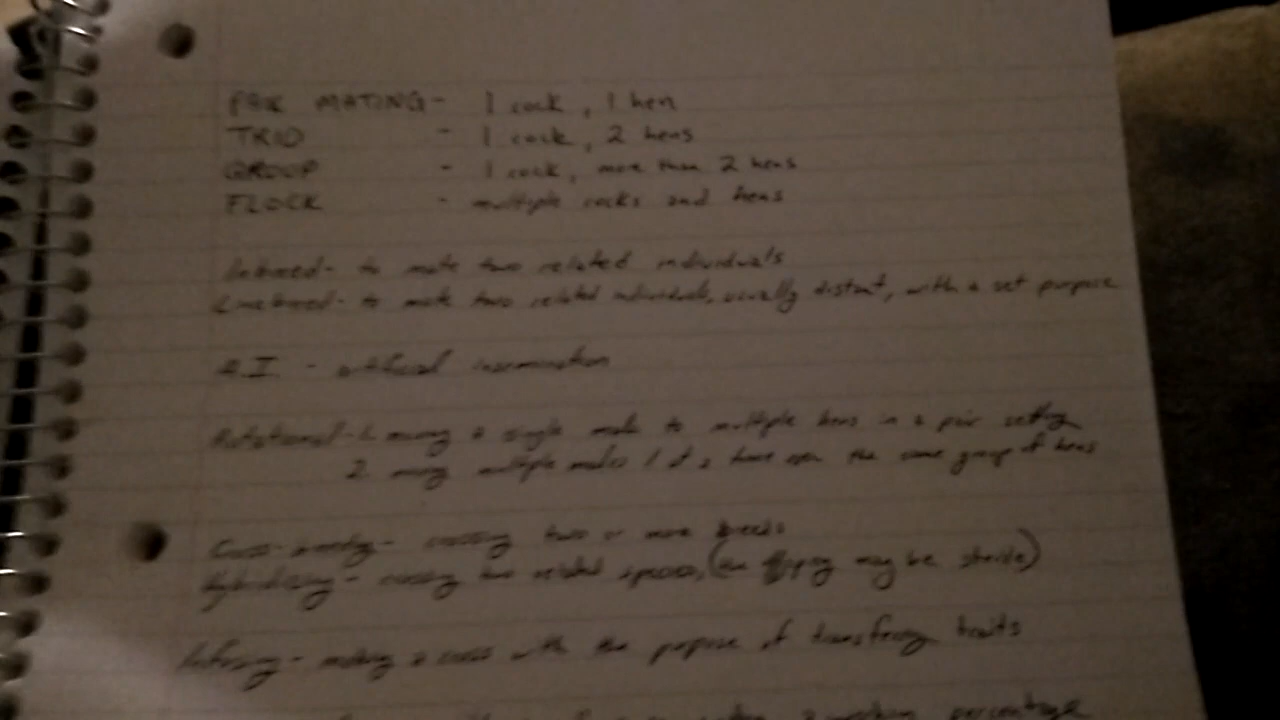 PAIR MATING - 1 cock, 1 hen
TRIO - 1 cock, 2 hens
GROUP - 1 cock, more than 2 hens
FLOCK - multiple cocks and hens
Inbreed - to mate two related individuals
Linebreed - to mate two related individuals, usually distant, with a set purpose
A.I - artificial insemination
Rotational - 1. moving a single male to multiple hens in a pair setting
2. moving multiple males 1 at a time over the same group of hens
Cross-breeding - crossing two or more breeds
Hybridizing - crossing two related species, (the offspring may be sterile)
Infusing - making a cross with the purpose of transferring traits
percentage